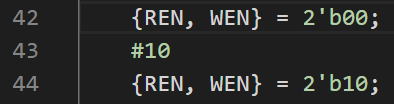 42 {REN, WEN} = 2'b00;
43 #10
44 {REN, WEN} = 2'b10;